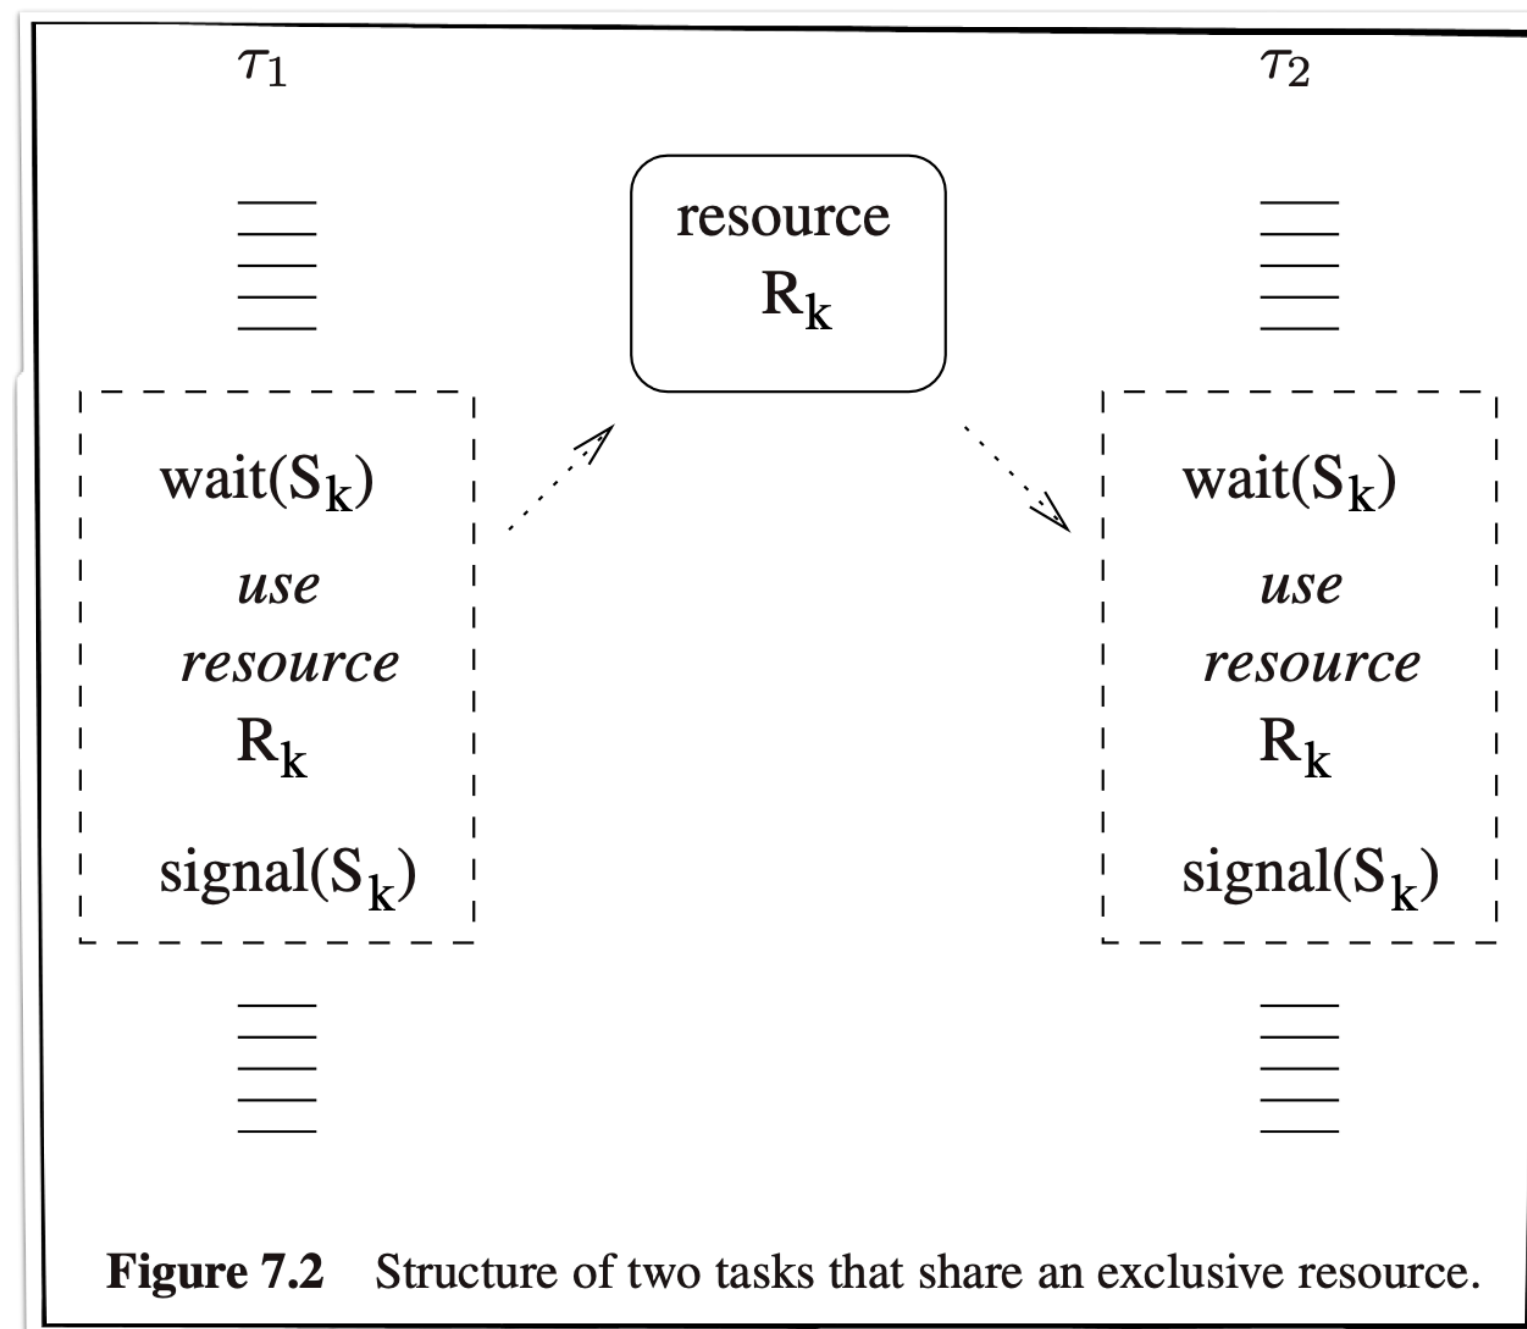 τ1
τ2
resource
Rk
wait(Sk)
use
resource
Rk
signal(Sk)
wait(Sk)
use
resource
Rk
signal(Sk)
Figure 7.2 Structure of two tasks that share an exclusive resource.